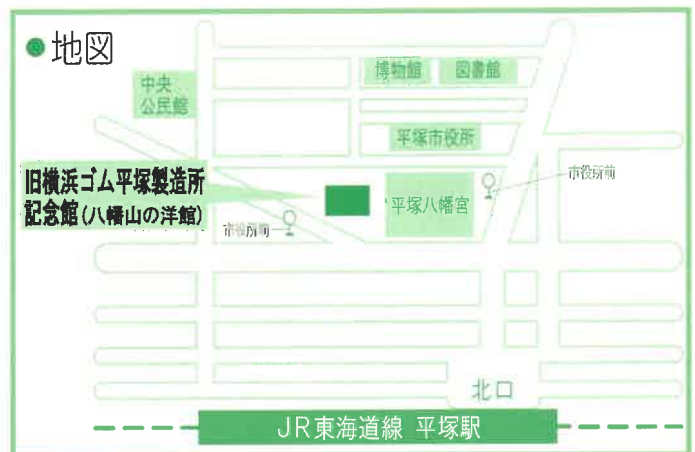 ●地図
博物館
図書館
中央
公民館
平塚市役所
旧横浜ゴム平塚製造所
記念館(八幡山の洋館)
市役所前
平塚八幡宮
市役所前
北口
JR東海道線 平塚駅